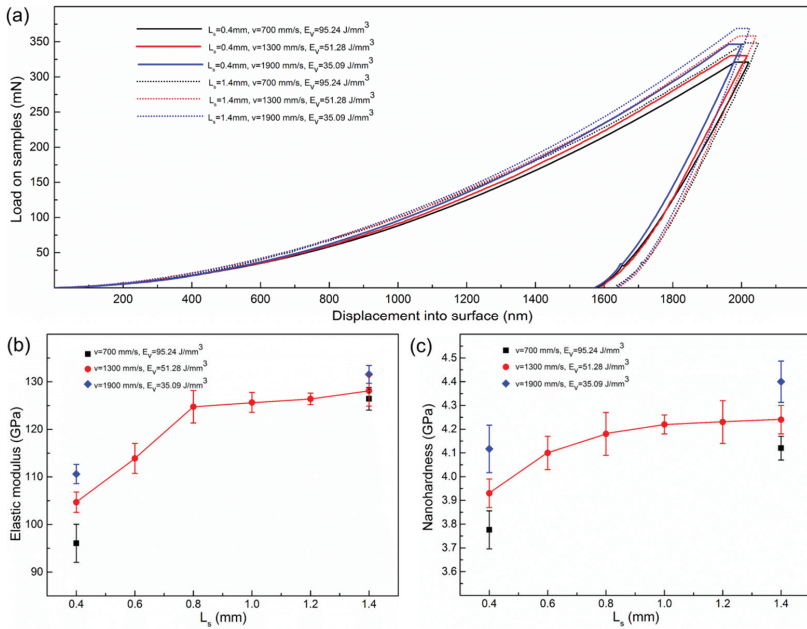 (a)
350
300
250
200
150
100
50
Load on samples (mN)
Lₛ=0.4mm, v=700 mm/s, Eᵥ=95.24 J/mm³
Lₛ=0.4mm, v=1300 mm/s, Eᵥ=51.28 J/mm³
Lₛ=0.4mm, v=1900 mm/s, Eᵥ=35.09 J/mm³
Lₛ=1.4mm, v=700 mm/s, Eᵥ=95.24 J/mm³
Lₛ=1.4mm, v=1300 mm/s, Eᵥ=51.28 J/mm³
Lₛ=1.4mm, v=1900 mm/s, Eᵥ=35.09 J/mm³
200 400 600 800 1000 1200 1400 1600 1800 2000
Displacement into surface (nm)
(b)
v=700 mm/s, Eᵥ=95.24 J/mm³
v=1300 mm/s, Eᵥ=51.28 J/mm³
v=1900 mm/s, Eᵥ=35.09 J/mm³
130
120
110
100
90
Elastic modulus (GPa)
0.4 0.6 0.8 1.0 1.2 1.4
Lₛ (mm)
(c)
v=700 mm/s, Eᵥ=95.24 J/mm³
v=1300 mm/s, Eᵥ=51.28 J/mm³
v=1900 mm/s, Eᵥ=35.09 J/mm³
4.5
4.4
4.3
4.2
4.1
4.0
3.9
3.8
3.7
3.6
Nanohardness (GPa)
0.4 0.6 0.8 1.0 1.2 1.4
Lₛ (mm)